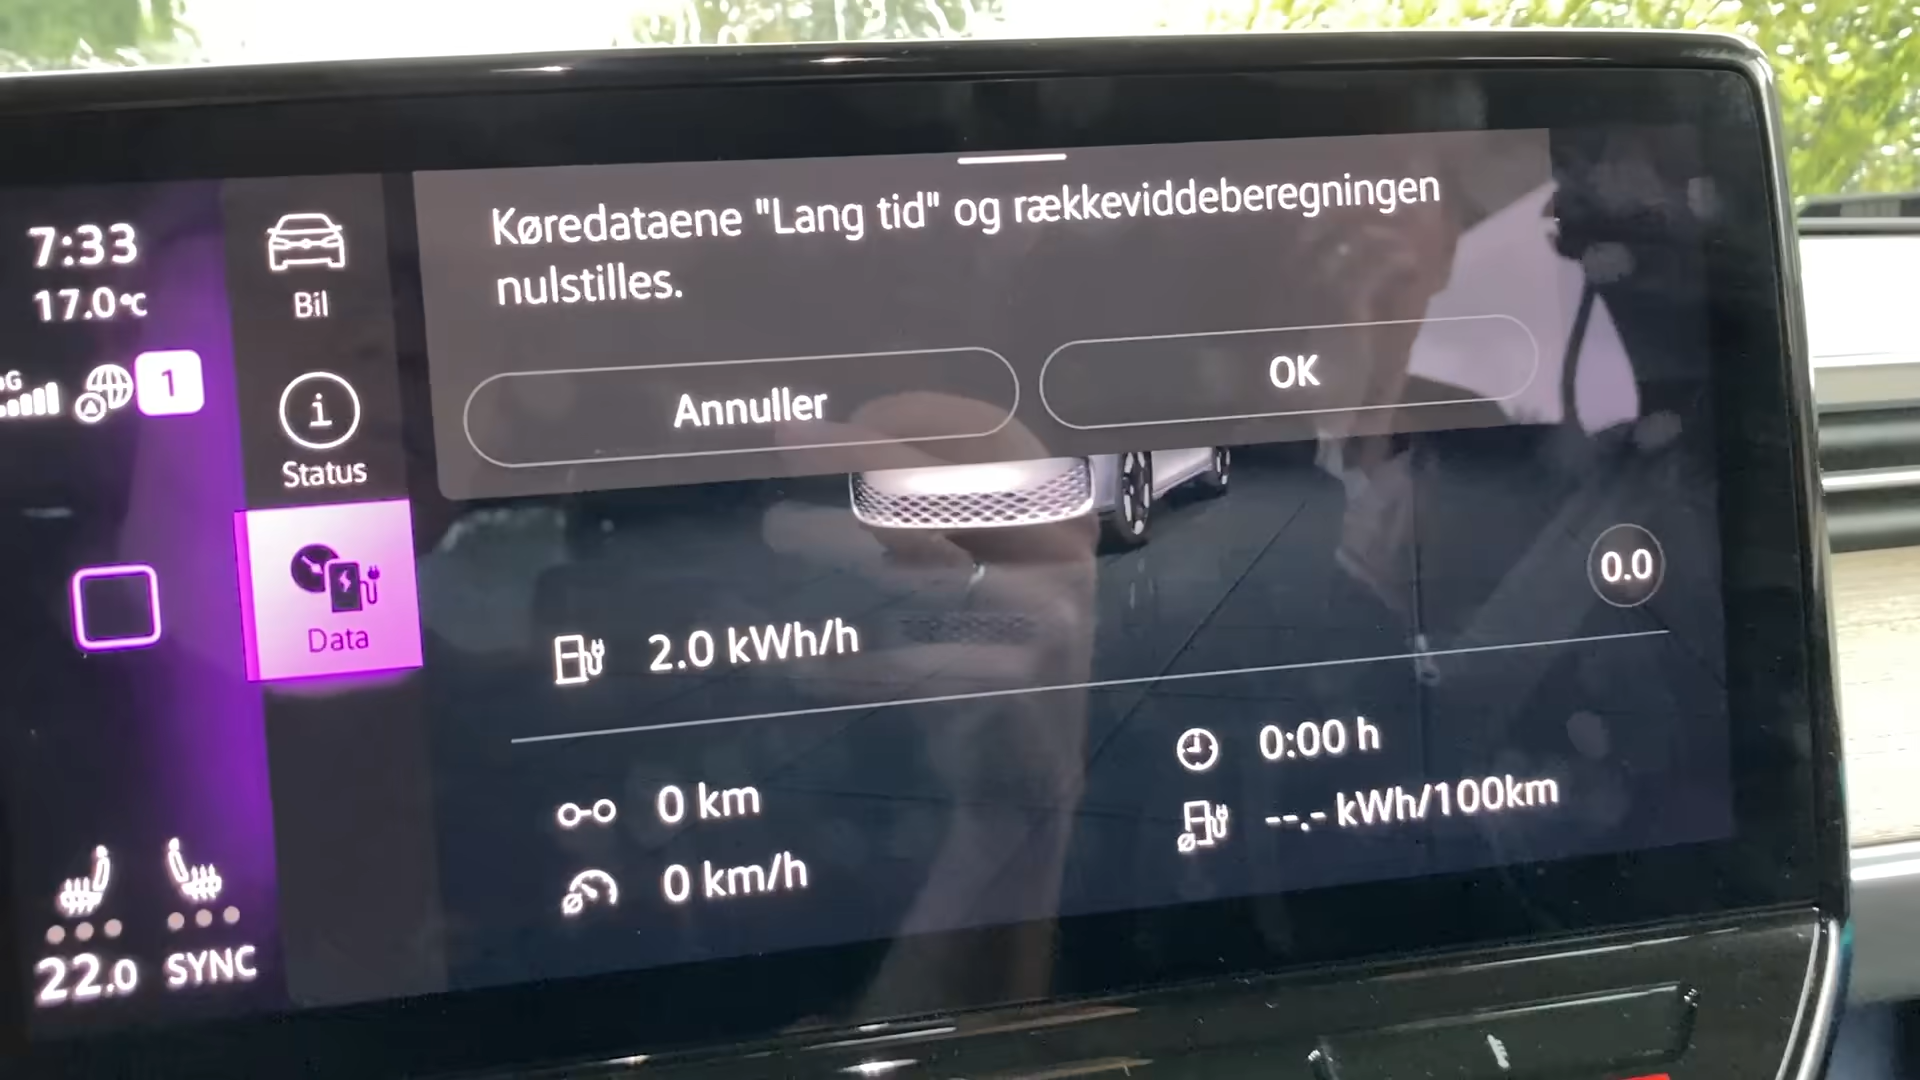 Køredataene "Lang tid" og rækkeviddeberegningen
nulstilles.
Annuller
OK
7:33
17.0°C
1
Bil
Status
Data
0.0
2.0 kWh/h
0 km
0:00 h
0 km/h
--.- kWh/100km
22.0
SYNC